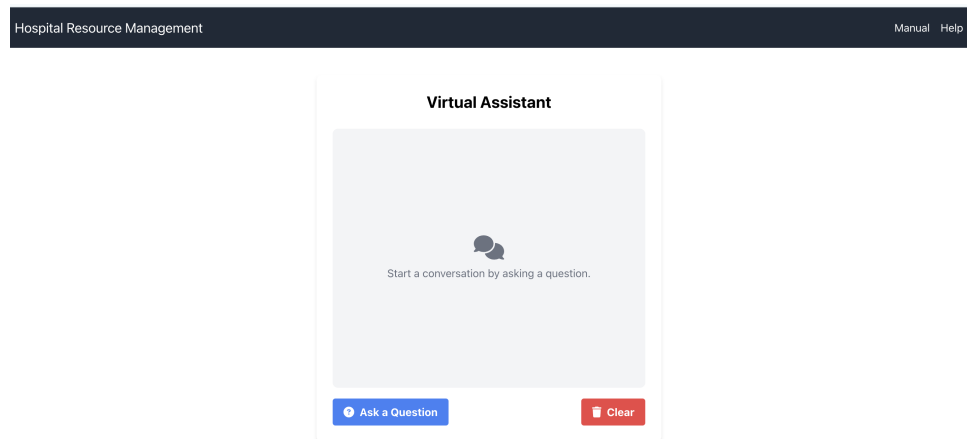 Hospital Resource Management
Manual Help
Virtual Assistant
Start a conversation by asking a question.
Ask a Question
Clear